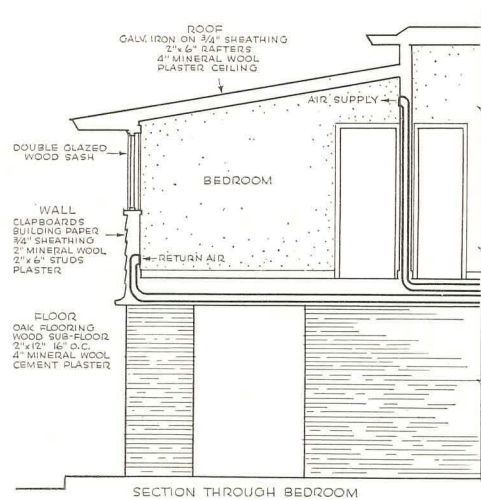 ROOF
GALV. IRON ON 3/4" SHEATHING
2"x 6" RAFTERS
4" MINERAL WOOL
PLASTER CEILING
AIR SUPPLY
DOUBLE GLAZED
WOOD SASH
BEDROOM
WALL
CLAPBOARDS
BUILDING PAPER
3/4" SHEATHING
2" MINERAL WOOL
2"x 6" STUDS
PLASTER
RETURN AIR
FLOOR
OAK FLOORING
WOOD SUB-FLOOR
2"x12" 16" O.C.
4" MINERAL WOOL
CEMENT PLASTER
SECTION THROUGH BEDROOM